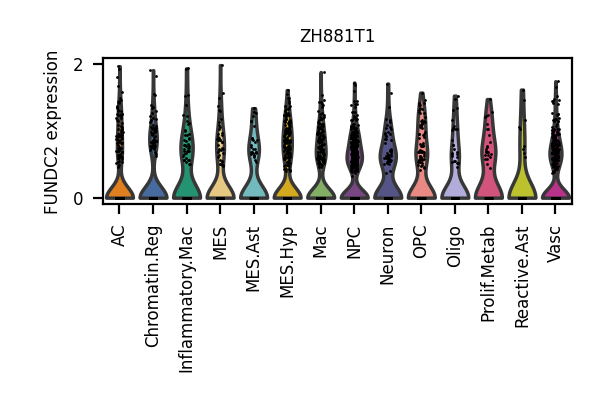 ZH881T1
FUNDC2 expression
2
0
AC
Chromatin.Reg
Inflammatory.Mac
MES
MES.Ast
MES.Hyp
Mac
NPC
Neuron
OPC
Oligo
Prolif.Metab
Reactive.Ast
Vasc